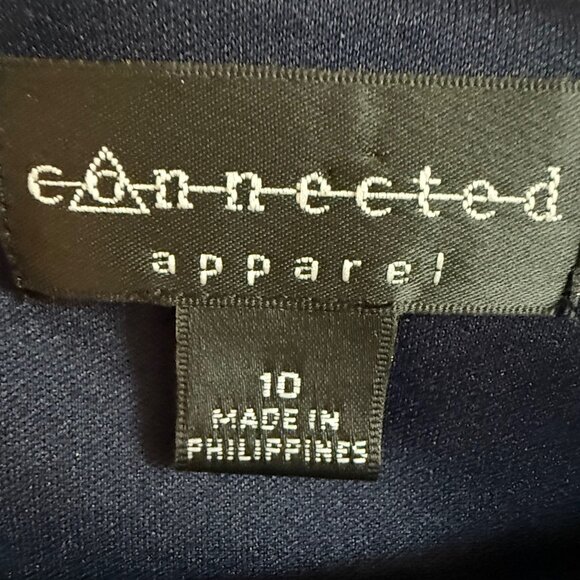 connected
apparel
10
MADE IN
PHILIPPINES